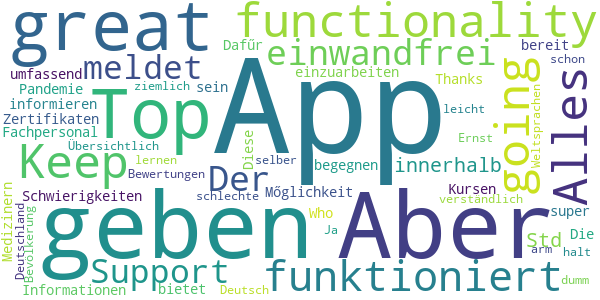 great
functionality
Dafűr
einwandfrei
bereit
umfassend
meldet
ziemlich
sein
einzuarbeiten
Thanks
schon
Pandemie
informieren
Zertifikaten
Fachpersonal
Top
App
going
Alles
Weltsprachen
leicht
Ernst
Übersichtlich
Keep
lernen
Bewertungen
Der
Diese
selber
begegnen
innerhalb
Möglichkeit
schlechte
Kursen
verständlich
Schwierigkeiten
Medizinern
Deutschland
Bevölkerung
geben
Aber
Who
Ja
super
Std
Die
arm
halt
Support
funktioniert
Informationen
bietet
Deutsch
dumm